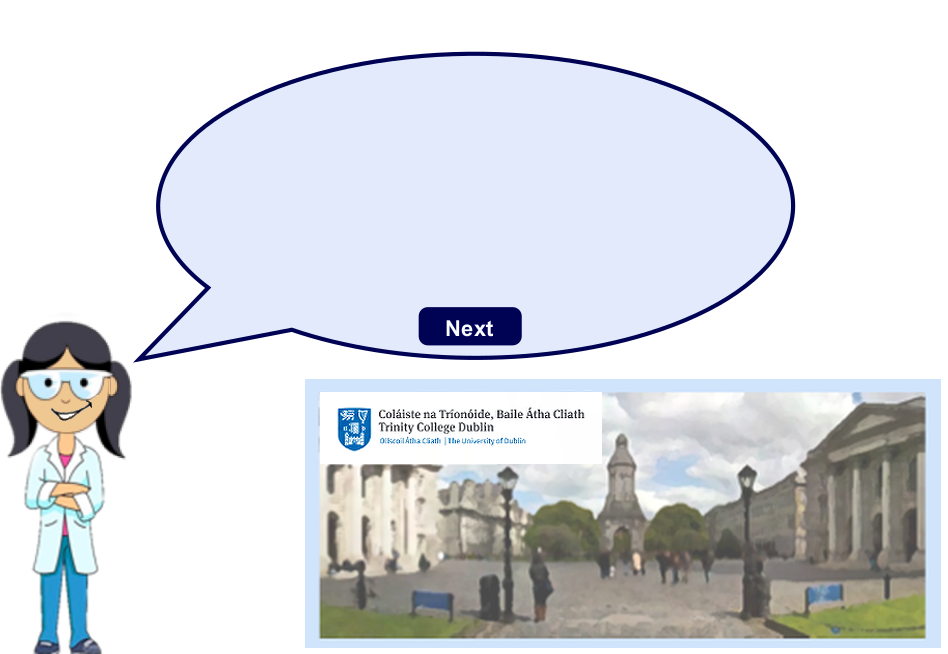 Next
Coláiste na Tríonóide, Baile Átha Cliath
Trinity College Dublin
Ollscoil Átha Cliath | The University of Dublin